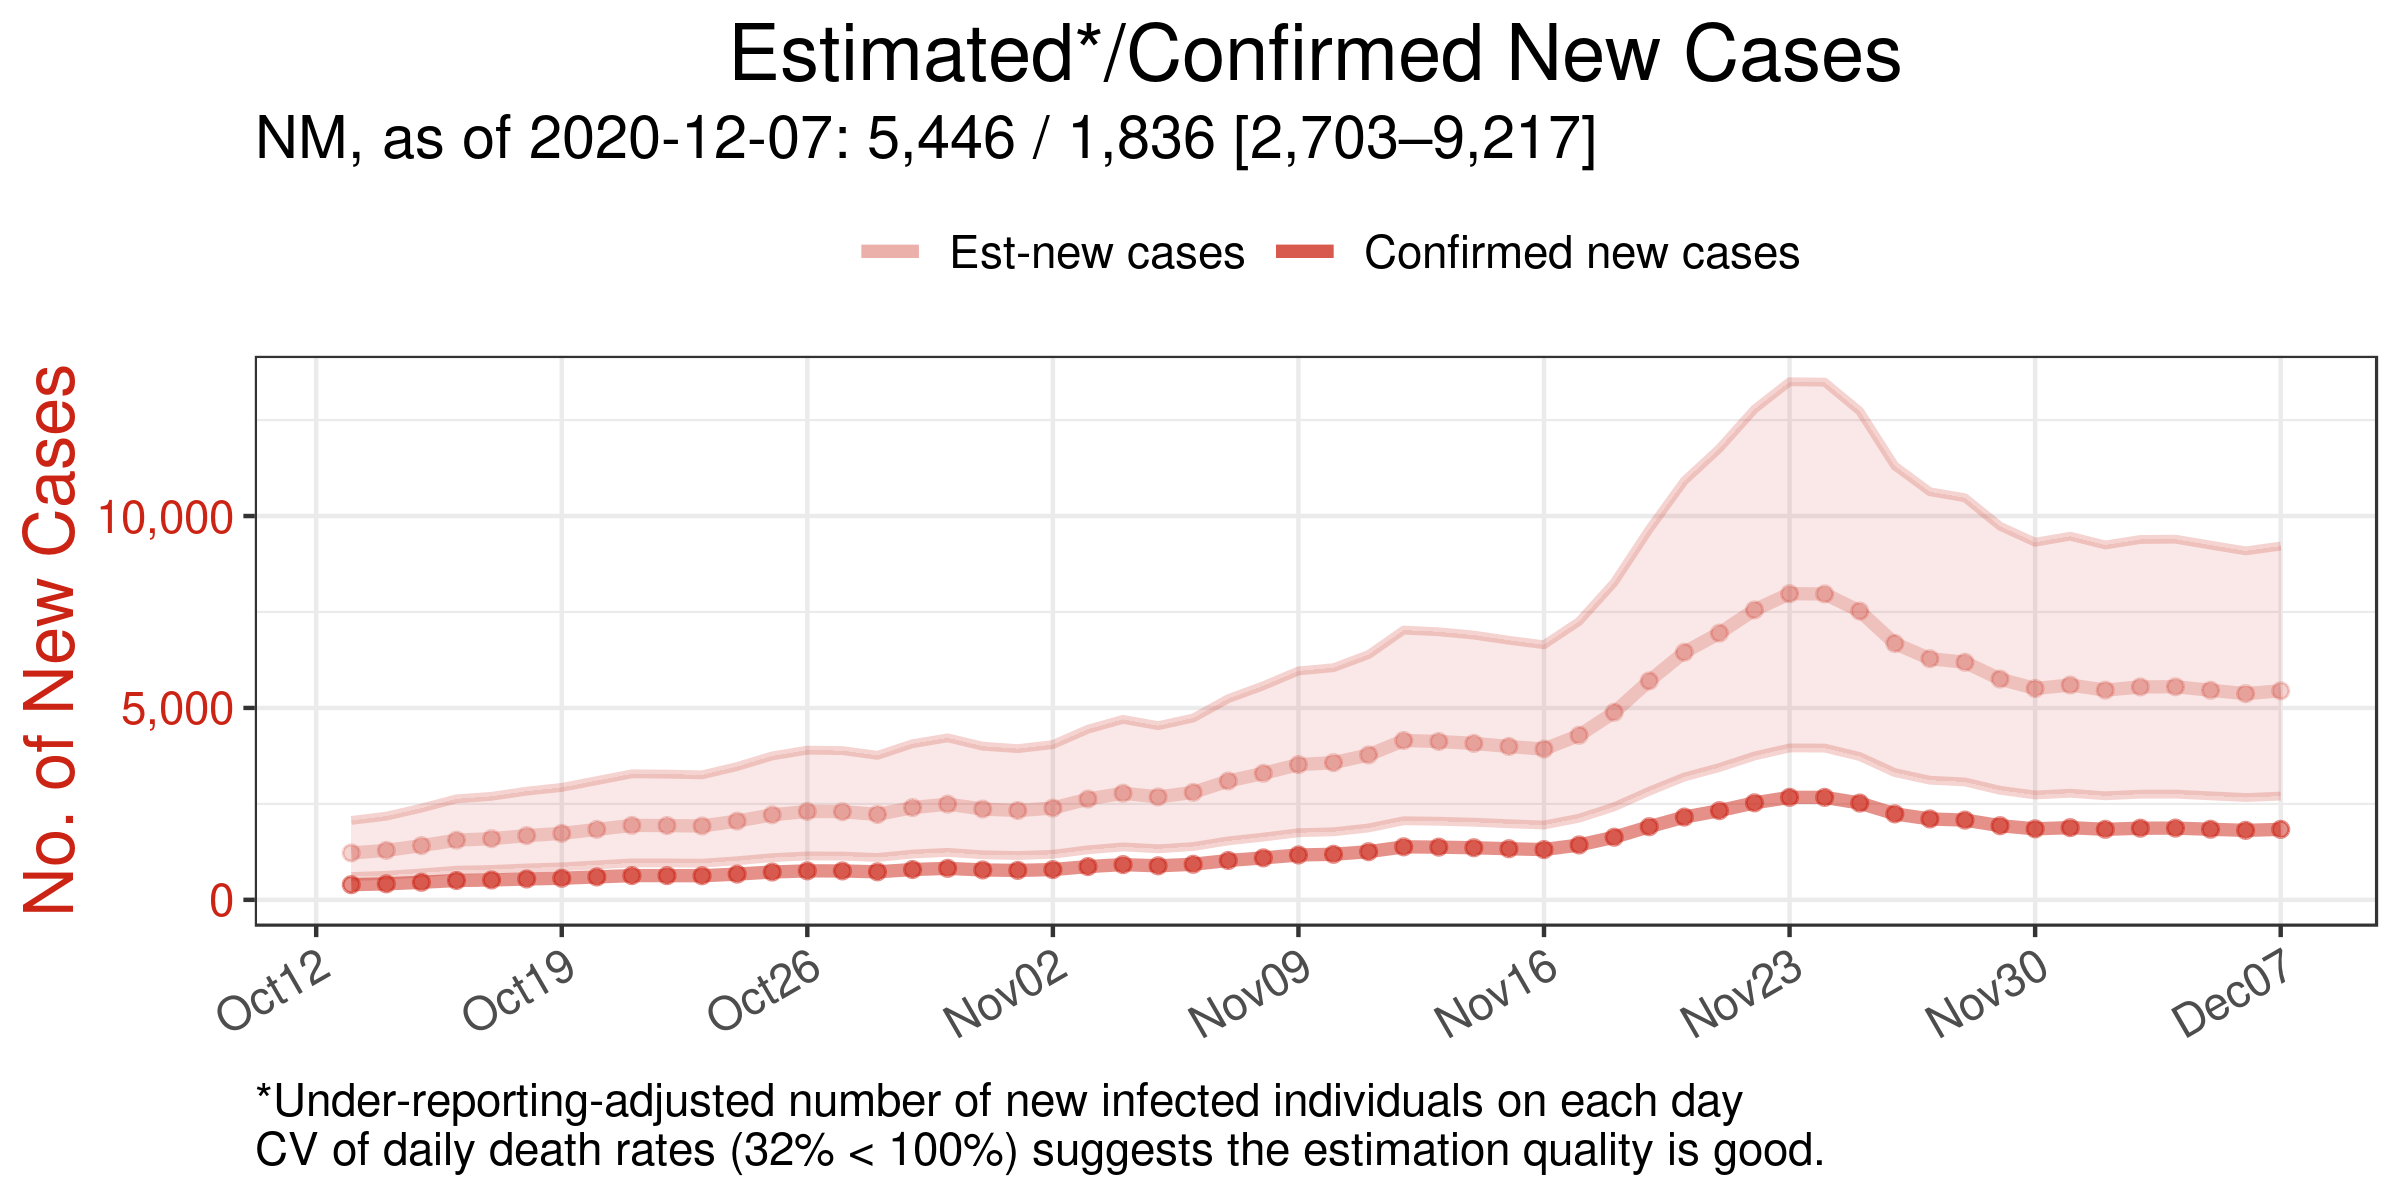 Estimated*/Confirmed New Cases
NM, as of 2020-12-07: 5,446 / 1,836 [2,703–9,217]
Est-new cases
Confirmed new cases
No. of New Cases
10,000
5,000
0
Oct12
Oct19
Oct26
Nov02
Nov09
Nov16
Nov23
Nov30
Dec07
*Under-reporting-adjusted number of new infected individuals on each day
CV of daily death rates (32% < 100%) suggests the estimation quality is good.